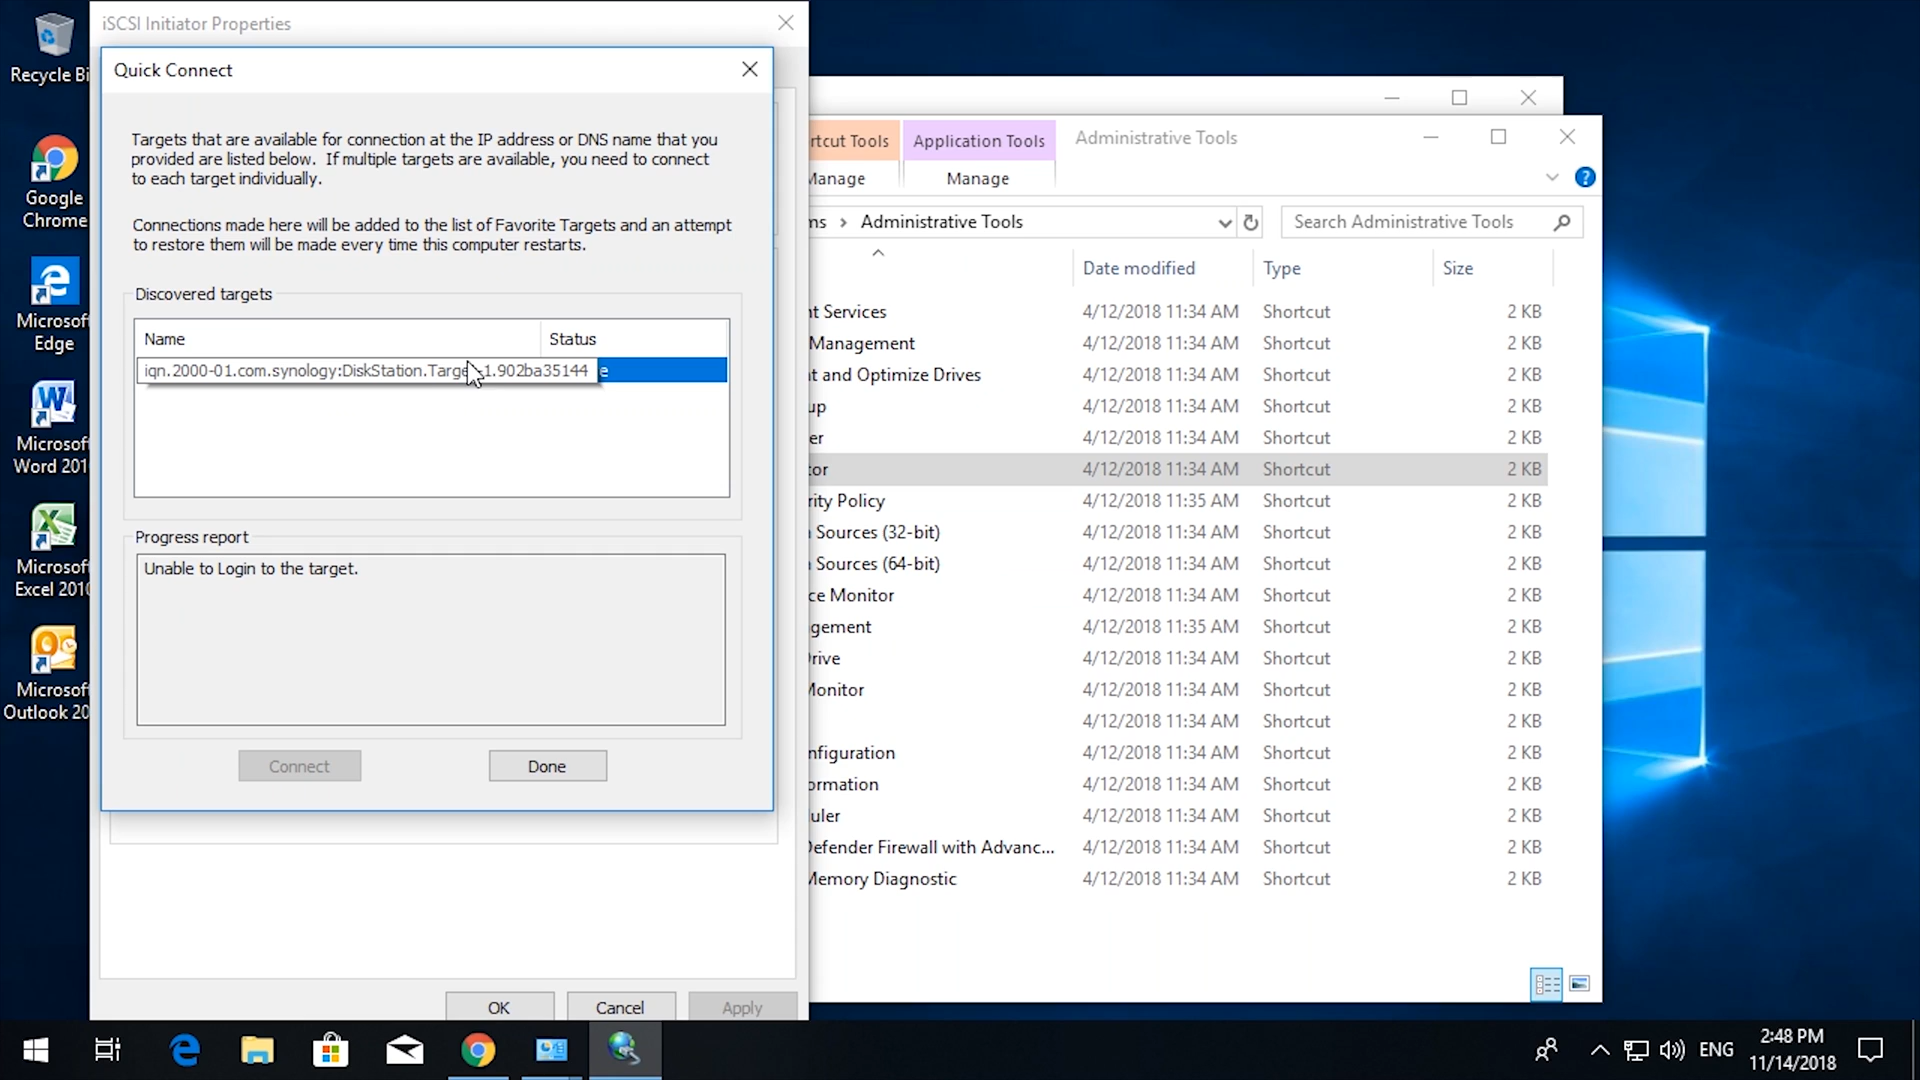 Recycle Bi
Google
Chrome
Microsoft
Edge
Microsoft
Word 201
Microsoft
Excel 2010
Microsoft
Outlook 20
iSCSI Initiator Properties
Quick Connect
Targets that are available for connection at the IP address or DNS name that you
provided are listed below. If multiple targets are available, you need to connect
to each target individually.
Connections made here will be added to the list of Favorite Targets and an attempt
to restore them will be made every time this computer restarts.
Discovered targets
Name Status
iqn.2000-01.com.synology:DiskStation.Target-1.902ba35144 e
Progress report
Unable to Login to the target.
Connect Done
OK Cancel Apply
rtcut Tools Application Tools Administrative Tools
Manage Manage
ms › Administrative Tools Search Administrative Tools
Date modified Type Size
nt Services 4/12/2018 11:34 AM Shortcut 2 KB
Management 4/12/2018 11:34 AM Shortcut 2 KB
nt and Optimize Drives 4/12/2018 11:34 AM Shortcut 2 KB
up 4/12/2018 11:34 AM Shortcut 2 KB
er 4/12/2018 11:34 AM Shortcut 2 KB
tor 4/12/2018 11:34 AM Shortcut 2 KB
rity Policy 4/12/2018 11:35 AM Shortcut 2 KB
Sources (32-bit) 4/12/2018 11:34 AM Shortcut 2 KB
Sources (64-bit) 4/12/2018 11:34 AM Shortcut 2 KB
ce Monitor 4/12/2018 11:34 AM Shortcut 2 KB
gement 4/12/2018 11:35 AM Shortcut 2 KB
Drive 4/12/2018 11:34 AM Shortcut 2 KB
Monitor 4/12/2018 11:34 AM Shortcut 2 KB
4/12/2018 11:34 AM Shortcut 2 KB
nfiguration 4/12/2018 11:34 AM Shortcut 2 KB
ormation 4/12/2018 11:34 AM Shortcut 2 KB
uler 4/12/2018 11:34 AM Shortcut 2 KB
Defender Firewall with Advanc... 4/12/2018 11:34 AM Shortcut 2 KB
Memory Diagnostic 4/12/2018 11:34 AM Shortcut 2 KB
ENG
2:48 PM
11/14/2018